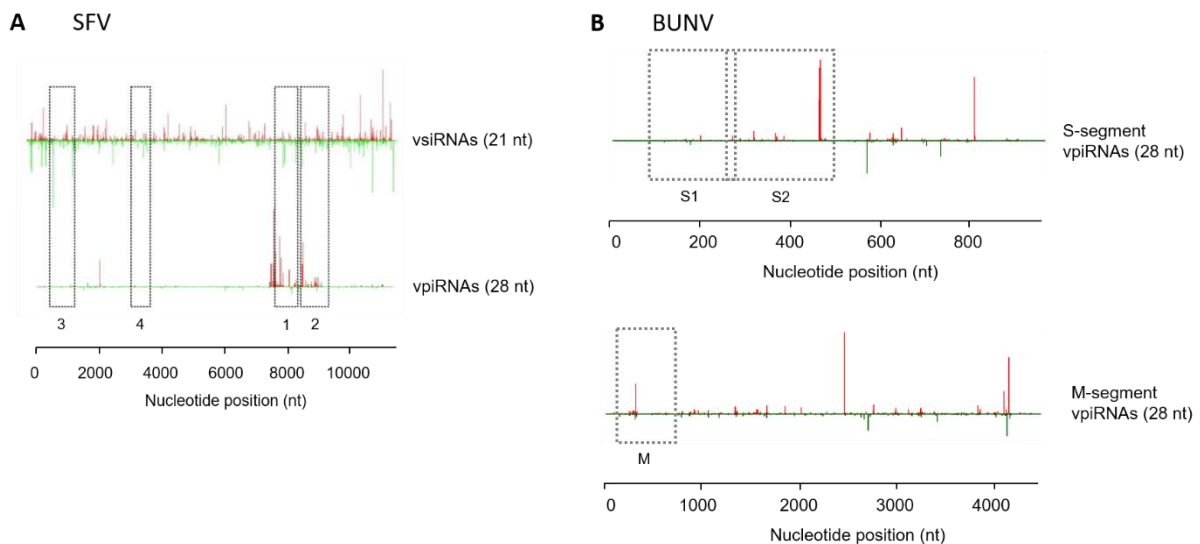 A SFV
vsiRNAs (21 nt)
vpiRNAs (28 nt)
3 4 1 2
0 2000 4000 6000 8000 10000
Nucleotide position (nt)
B BUNV
S-segment
vpiRNAs (28 nt)
S1 S2
0 200 400 600 800
Nucleotide position (nt)
M-segment
vpiRNAs (28 nt)
M
0 1000 2000 3000 4000
Nucleotide position (nt)